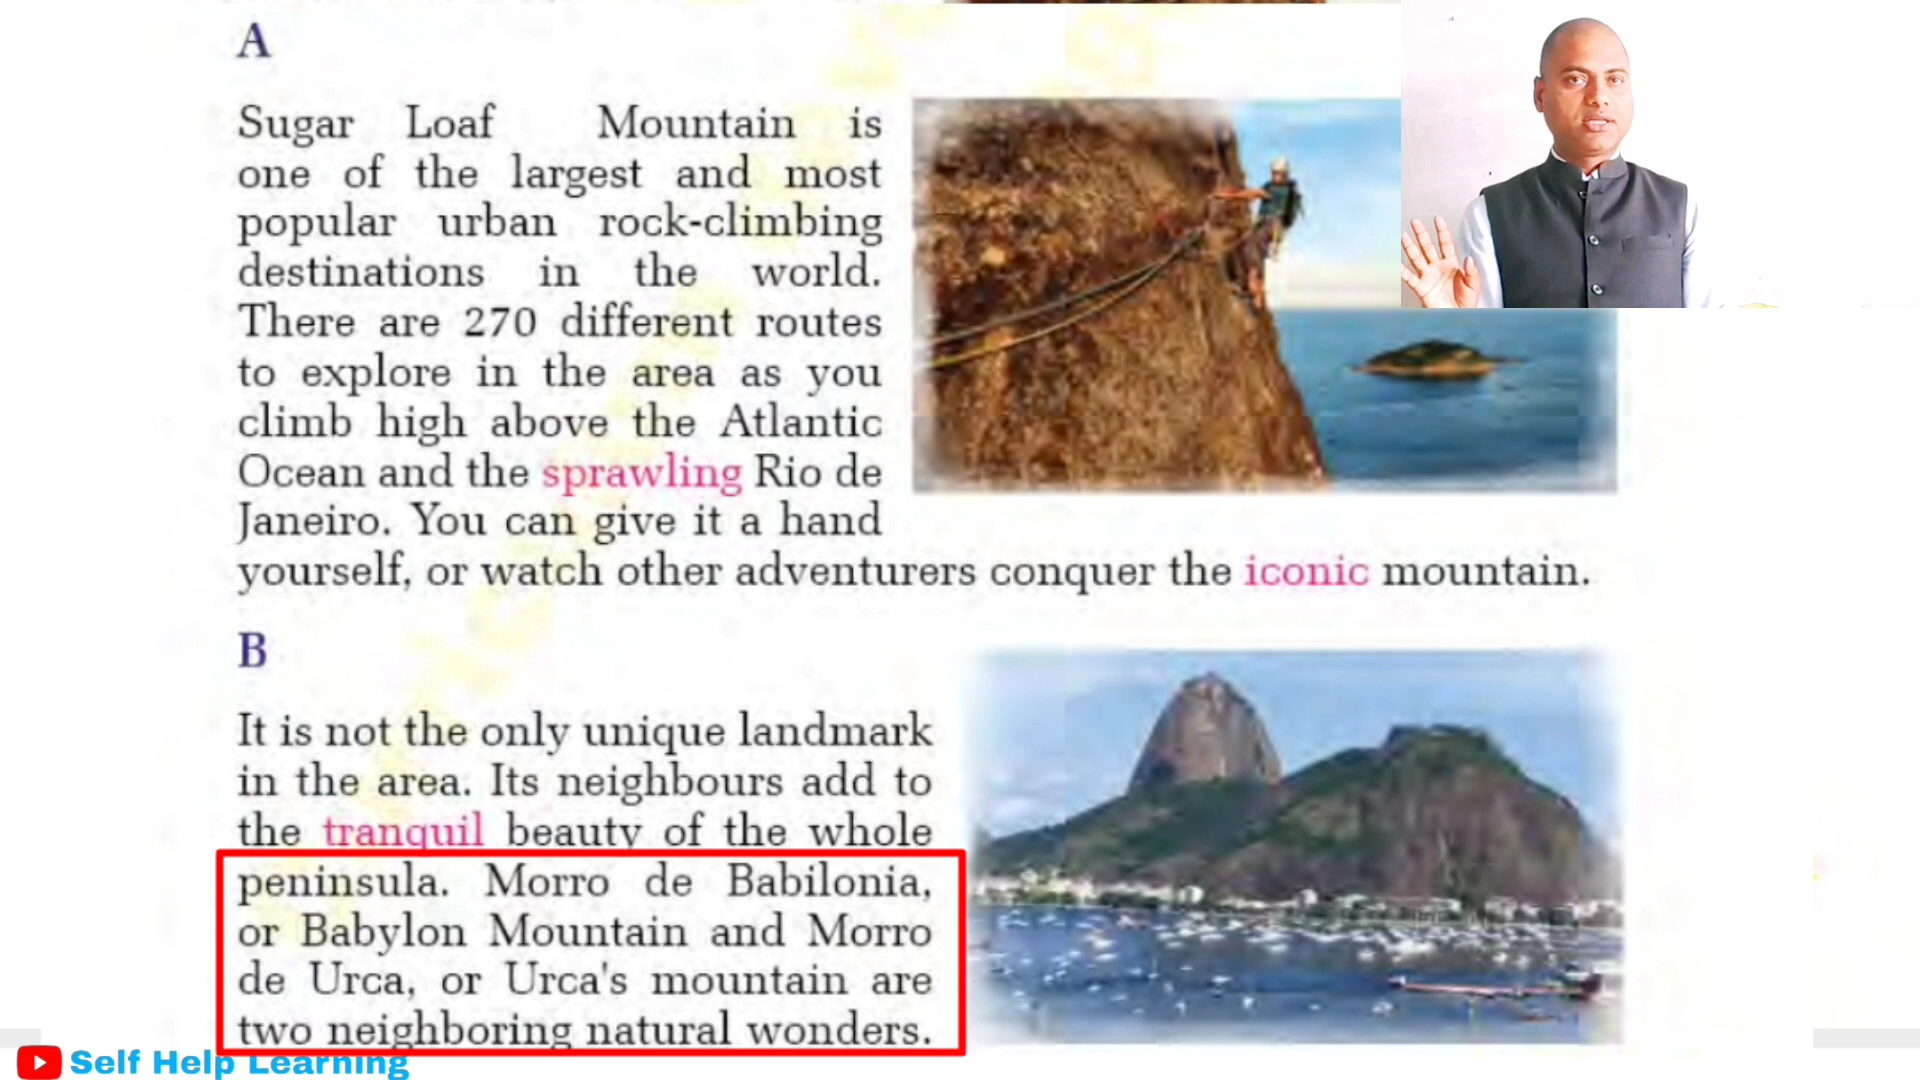 A
Sugar Loaf Mountain is
one of the largest and most
popular urban rock-climbing
destinations in the world.
There are 270 different routes
to explore in the area as you
climb high above the Atlantic
Ocean and the sprawling Rio de
Janeiro. You can give it a hand
yourself, or watch other adventurers conquer the iconic mountain.
B
It is not the only unique landmark
in the area. Its neighbours add to
the tranquil beauty of the whole
peninsula. Morro de Babilonia,
or Babylon Mountain and Morro
de Urca, or Urca's mountain are
two neighboring natural wonders.
Self Help Learning